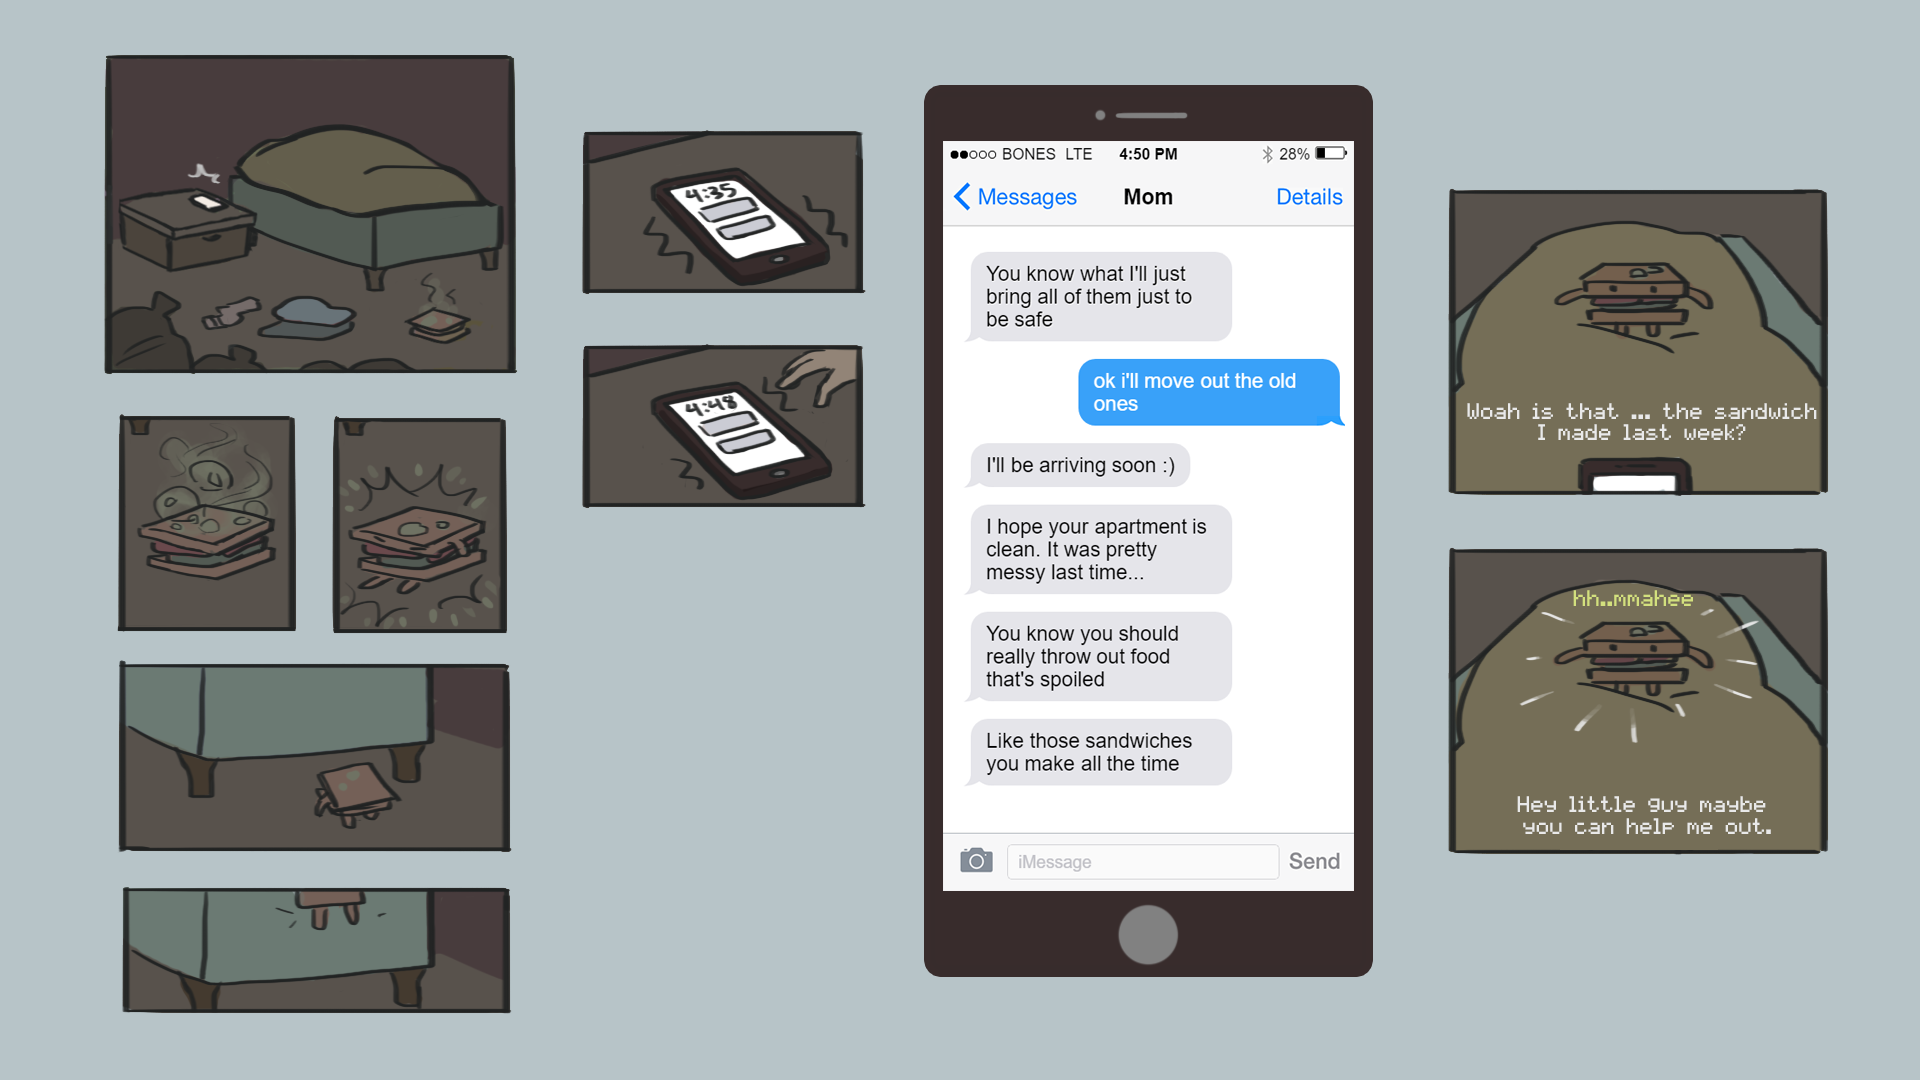 4:35
4:48
BONES LTE 4:50 PM 28%
Messages Mom Details
You know what I'll just
bring all of them just to
be safe
ok i'll move out the old
ones
I'll be arriving soon :)
I hope your apartment is
clean. It was pretty
messy last time...
You know you should
really throw out food
that's spoiled
Like those sandwiches
you make all the time
iMessage Send
Woah is that ... the sandwich
I made last week?
hh..mmahee
Hey little guy maybe
you can help me out.